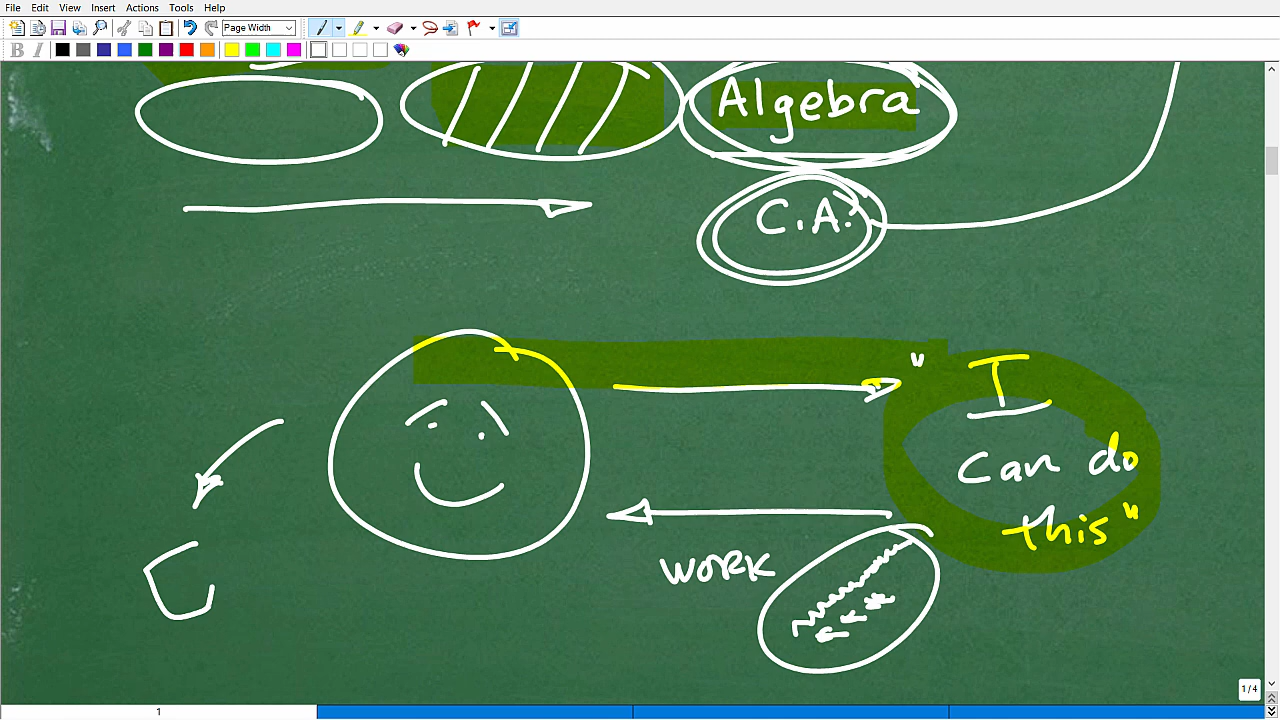 File Edit View Insert Actions Tools Help
Page Width
B I
Algebra
C.A.
" I
Can do
this"
WORK
1/4
1